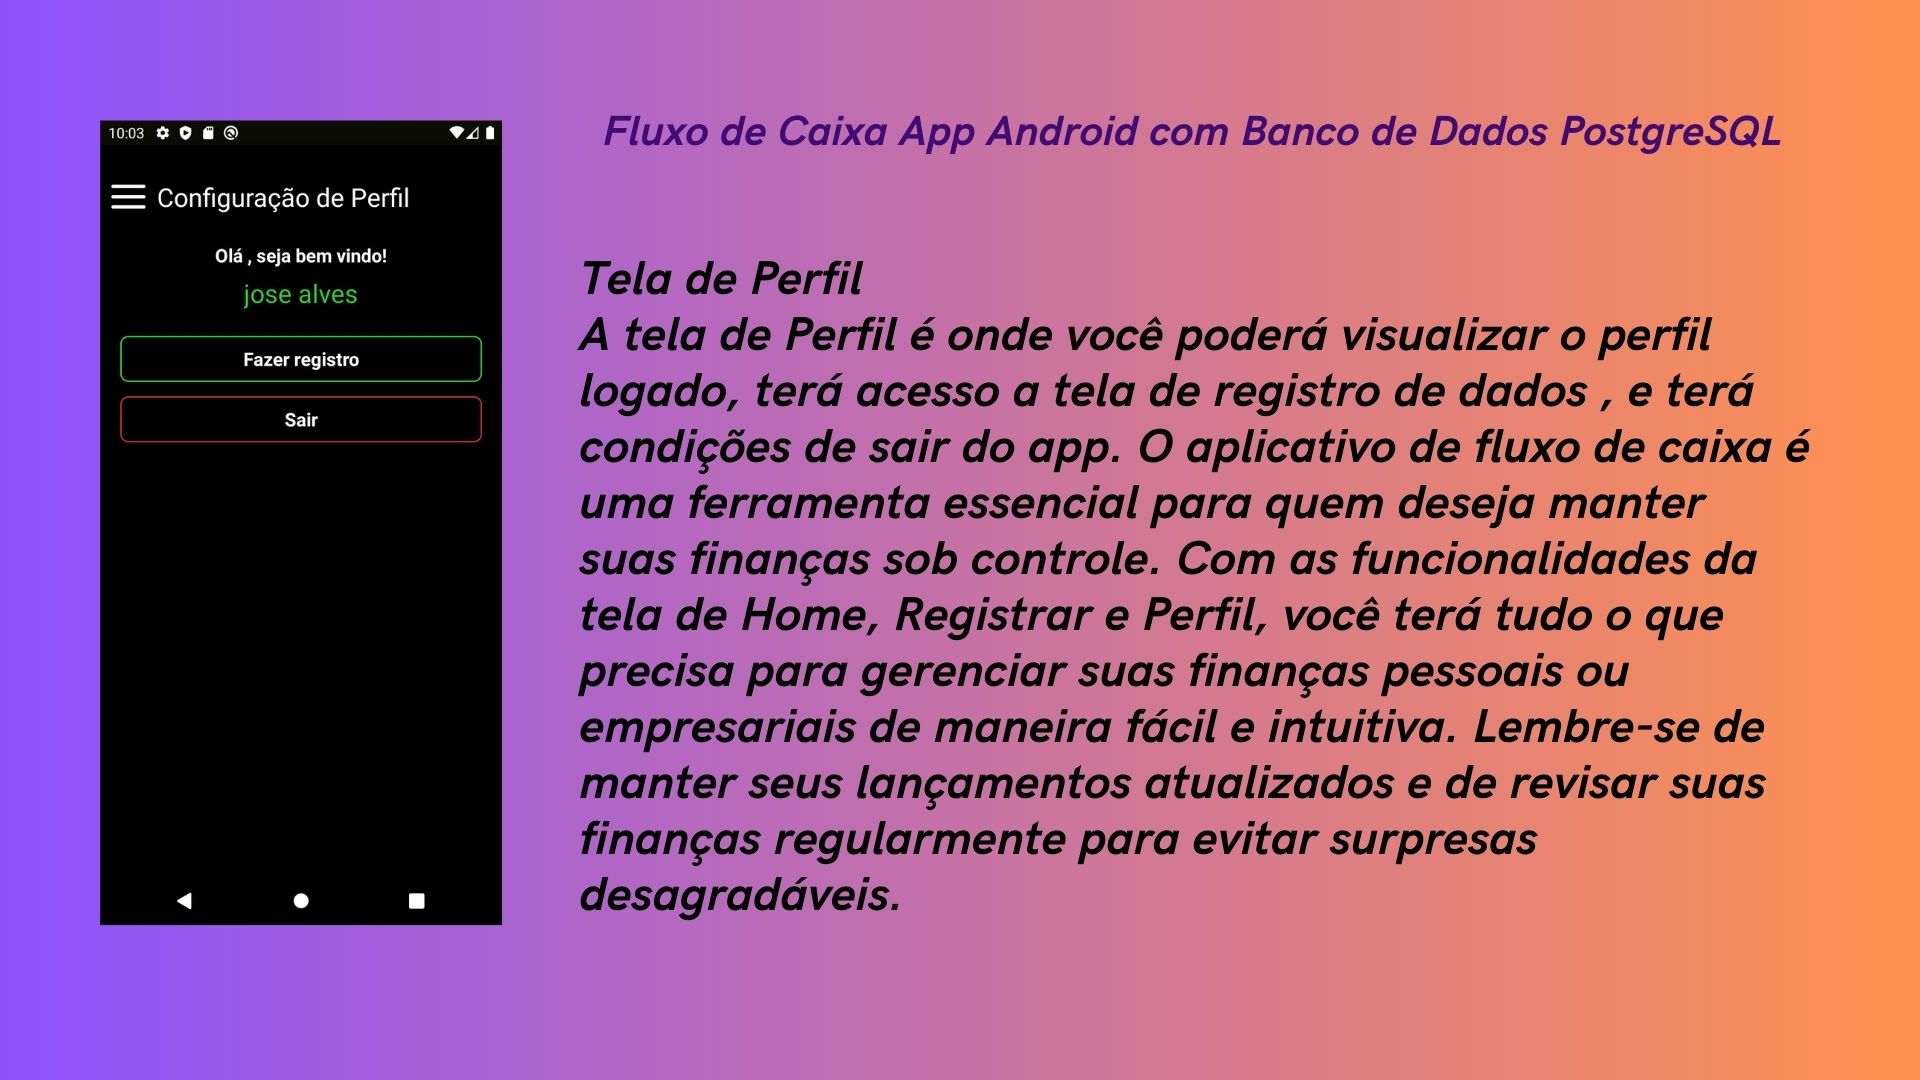 10:03
Configuração de Perfil
Olá , seja bem vindo!
jose alves
Fazer registro
Sair
Fluxo de Caixa App Android com Banco de Dados PostgreSQL
Tela de Perfil
A tela de Perfil é onde você poderá visualizar o perfil
logado, terá acesso a tela de registro de dados , e terá
condições de sair do app. O aplicativo de fluxo de caixa é
uma ferramenta essencial para quem deseja manter
suas finanças sob controle. Com as funcionalidades da
tela de Home, Registrar e Perfil, você terá tudo o que
precisa para gerenciar suas finanças pessoais ou
empresariais de maneira fácil e intuitiva. Lembre-se de
manter seus lançamentos atualizados e de revisar suas
finanças regularmente para evitar surpresas
desagradáveis.